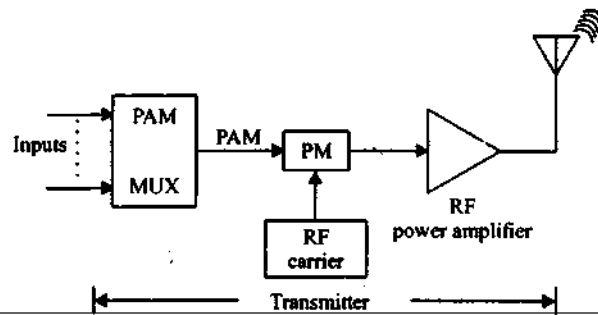 PAM
Inputs
MUX
PAM
PM
RF
carrier
RF
power amplifier
Transmitter